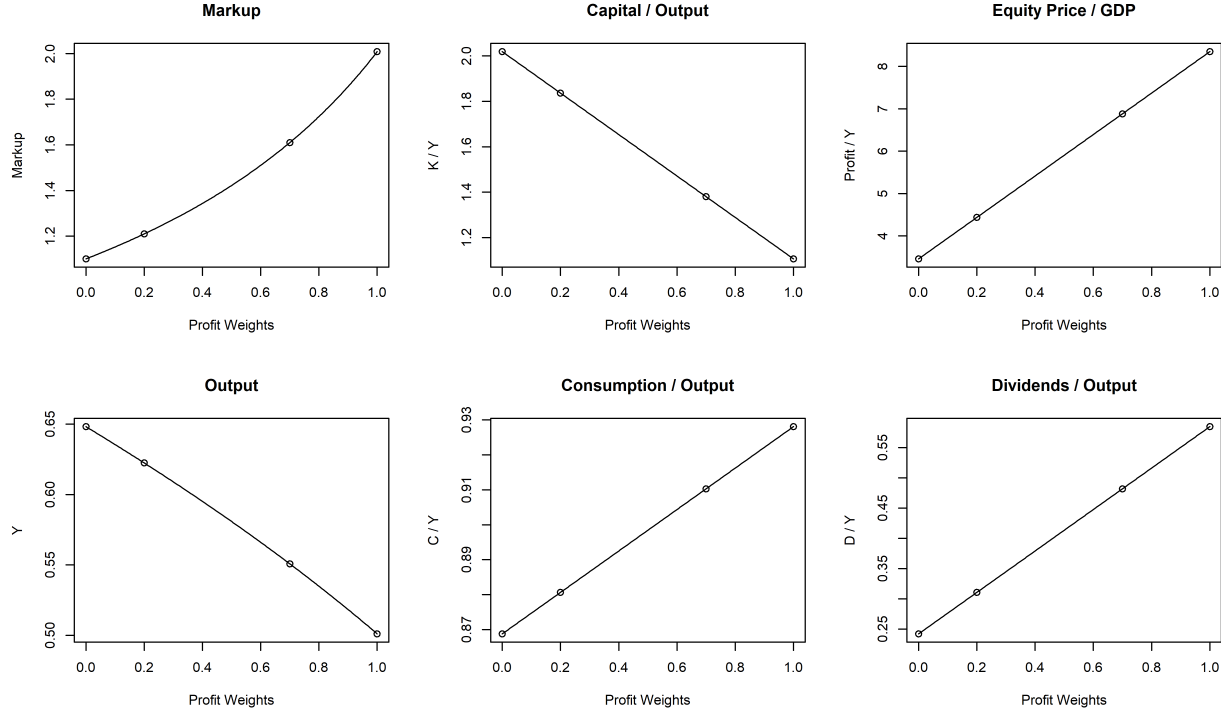 Markup
Markup
1.2 1.4 1.6 1.8 2.0
0.0 0.2 0.4 0.6 0.8 1.0
Profit Weights
Capital / Output
K / Y
1.2 1.4 1.6 1.8 2.0
0.0 0.2 0.4 0.6 0.8 1.0
Profit Weights
Equity Price / GDP
Profit / Y
4 5 6 7 8
0.0 0.2 0.4 0.6 0.8 1.0
Profit Weights
Output
Y
0.50 0.55 0.60 0.65
0.0 0.2 0.4 0.6 0.8 1.0
Profit Weights
Consumption / Output
C / Y
0.87 0.89 0.91 0.93
0.0 0.2 0.4 0.6 0.8 1.0
Profit Weights
Dividends / Output
D / Y
0.25 0.35 0.45 0.55
0.0 0.2 0.4 0.6 0.8 1.0
Profit Weights